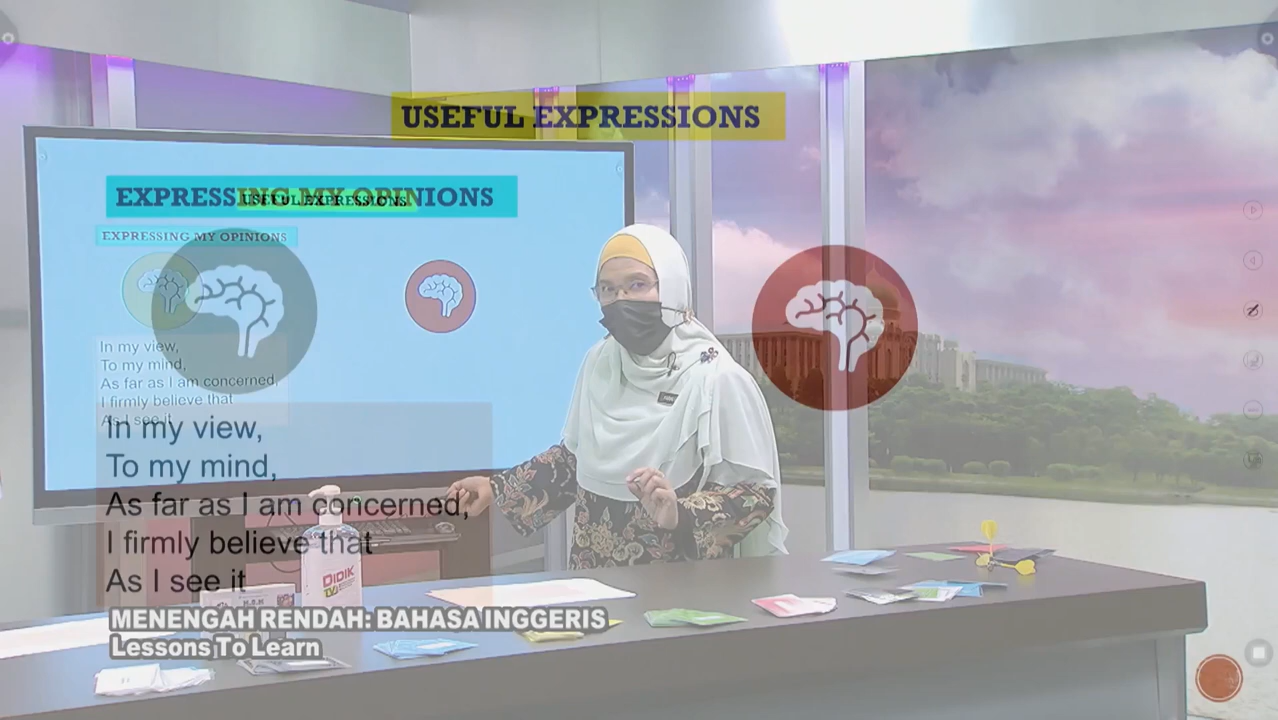 USEFUL EXPRESSIONS
EXPRESSING MY OPINIONS
USEFUL EXPRESSIONS
EXPRESSING MY OPINIONS
In my view,
To my mind,
As far as I am concerned,
I firmly believe that
As I see it
In my view,
To my mind,
As far as I am concerned,
I firmly believe that
As I see it
DIDIK
TV
MENENGAH RENDAH: BAHASA INGGERIS
Lessons To Learn